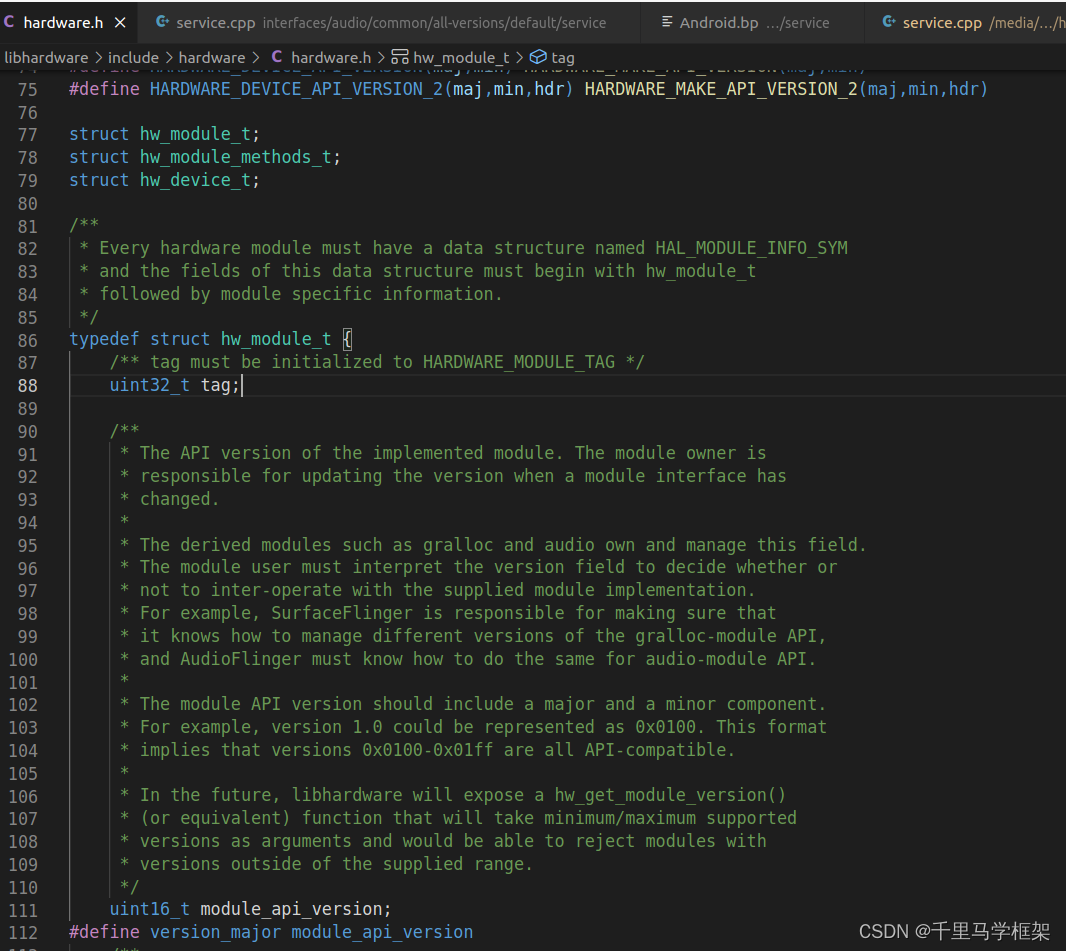 hardware.h × service.cpp interfaces/audio/common/all-versions/default/service Android.bp .../service service.cpp /media/.../h
libhardware > include > hardware > C hardware.h > hw_module_t > tag
74 #define HARDWARE_DEVICE_API_VERSION(maj,min) HARDWARE_MAKE_API_VERSION(maj,min)
75 #define HARDWARE_DEVICE_API_VERSION_2(maj,min,hdr) HARDWARE_MAKE_API_VERSION_2(maj,min,hdr)
76
77 struct hw_module_t;
78 struct hw_module_methods_t;
79 struct hw_device_t;
80
81 /**
82 * Every hardware module must have a data structure named HAL_MODULE_INFO_SYM
83 * and the fields of this data structure must begin with hw_module_t
84 * followed by module specific information.
85 */
86 typedef struct hw_module_t {
87 /** tag must be initialized to HARDWARE_MODULE_TAG */
88 uint32_t tag;
89
90 /**
91 * The API version of the implemented module. The module owner is
92 * responsible for updating the version when a module interface has
93 * changed.
94 *
95 * The derived modules such as gralloc and audio own and manage this field.
96 * The module user must interpret the version field to decide whether or
97 * not to inter-operate with the supplied module implementation.
98 * For example, SurfaceFlinger is responsible for making sure that
99 * it knows how to manage different versions of the gralloc-module API,
100 * and AudioFlinger must know how to do the same for audio-module API.
101 *
102 * The module API version should include a major and a minor component.
103 * For example, version 1.0 could be represented as 0x0100. This format
104 * implies that versions 0x0100-0x01ff are all API-compatible.
105 *
106 * In the future, libhardware will expose a hw_get_module_version()
107 * (or equivalent) function that will take minimum/maximum supported
108 * versions as arguments and would be able to reject modules with
109 * versions outside of the supplied range.
110 */
111 uint16_t module_api_version;
112 #define version_major module_api_version
CSDN @千里马学框架